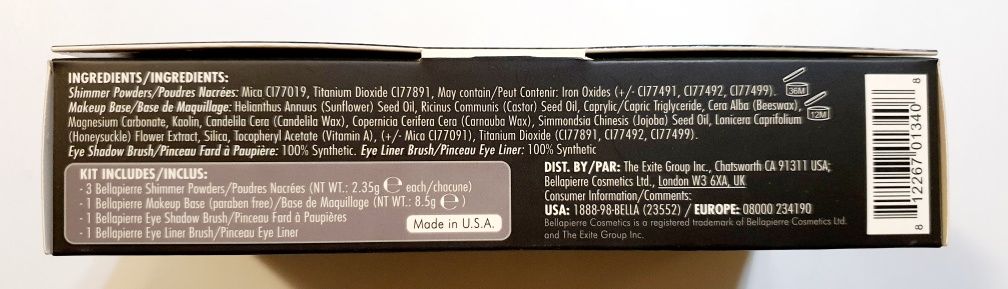 INGREDIENTS/INGREDIENTS:
Shimmer Powders/Poudres Nacrées: Mica CI77019, Titanium Dioxide CI77891, May contain/Peut Contenir: Iron Oxides (+/- CI77491, CI77492, CI77499).
36M
Makeup Base/Base de Maquillage: Helianthus Annuus (Sunflower) Seed Oil, Ricinus Communis (Castor) Seed Oil, Caprylic/Capric Triglyceride, Cera Alba (Beeswax),
12M
Magnesium Carbonate, Kaolin, Candelila Cera (Candelila Wax), Copernicia Cerifera Cera (Carnauba Wax), Simmondsia Chinesis (Jojoba) Seed Oil, Lonicera Caprifolium
(Honeysuckle) Flower Extract, Silica, Tocopheryl Acetate (Vitamin A), (+/- Mica CI77091), Titanium Dioxide (CI77891, CI77492, CI77499).
Eye Shadow Brush/Pinceau Fard à Paupière: 100% Synthetic. Eye Liner Brush/Pinceau Eye Liner: 100% Synthetic
KIT INCLUDES/INCLUS:
- 3 Bellapierre Shimmer Powders/Poudres Nacrées (NT WT.: 2.35g ℮ each/chacune)
- 1 Bellapierre Makeup Base (paraben free)/Base de Maquillage (NT WT.: 8.5g ℮)
- 1 Bellapierre Eye Shadow Brush/Pinceau Fard à Paupières
- 1 Bellapierre Eye Liner Brush/Pinceau Eye Liner
Made in U.S.A.
DIST. BY/PAR: The Exite Group Inc., Chatsworth CA 91311 USA;
Bellapierre Cosmetics Ltd., London W3 6XA, UK
Consumer Information/Comments:
USA: 1888-98-BELLA (23552) / EUROPE: 08000 234190
Bellapierre Cosmetics is a registered trademark of Bellapierre Cosmetics Ltd.
and The Exite Group Inc.
8 12267 01340 8